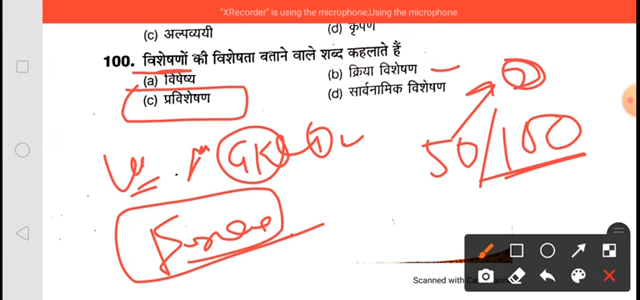 "XRecorder" is using the microphone,Using the microphone
(c) अल्पव्ययी (d) कृपण
100. विशेषणों की विशेषता बताने वाले शब्द कहलाते हैं
(a) विशेष्य (b) क्रिया विशेषण
(c) प्रविशेषण (d) सार्वनामिक विशेषण
GK
50/100
Scanned with